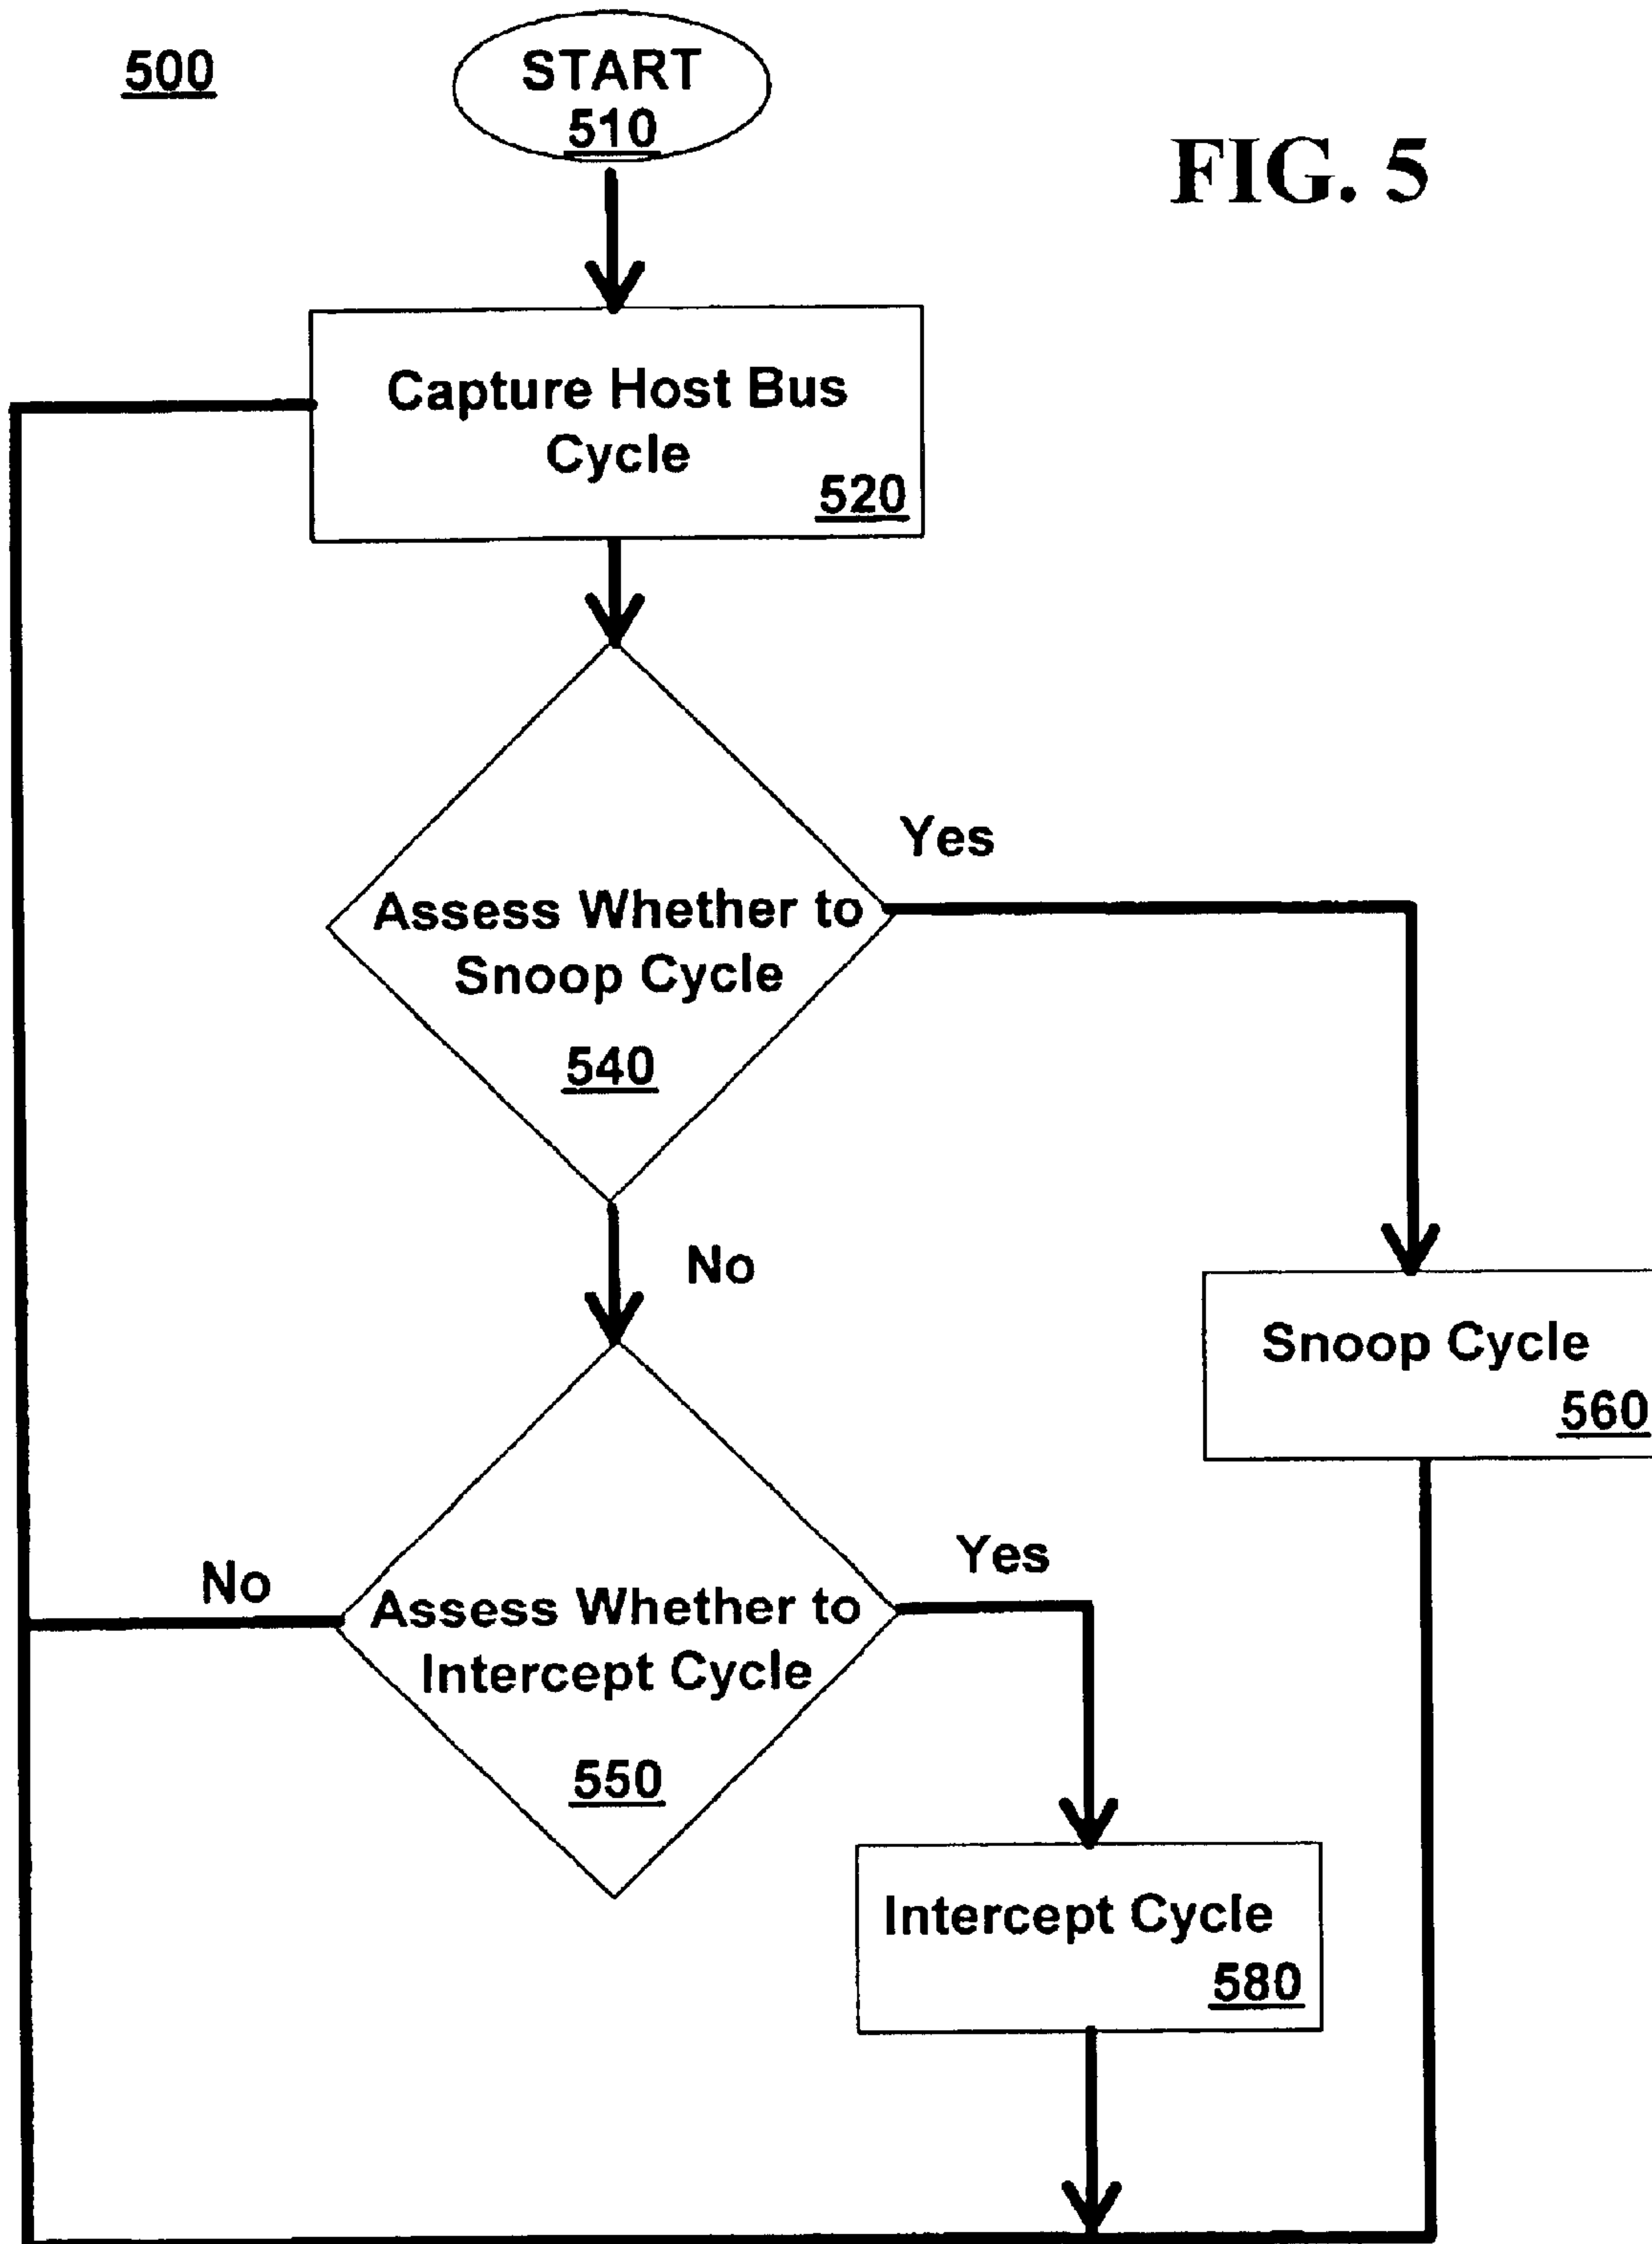 500
START
510
FIG. 5
Capture Host Bus
Cycle
520
Yes
Assess Whether to
Snoop Cycle
540
No
Snoop Cycle
560
No
Yes
Assess Whether to
Intercept Cycle
550
Intercept Cycle
580